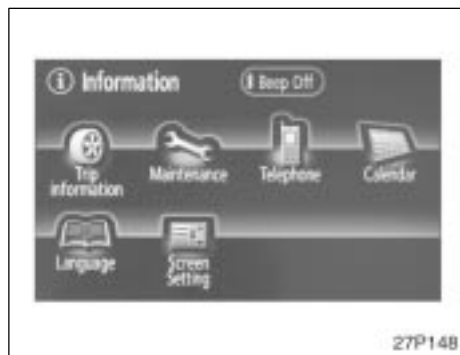 i Information
Beep Off
Trip
information
Maintenance
Telephone
Calendar
Language
Screen
Setting
27P148